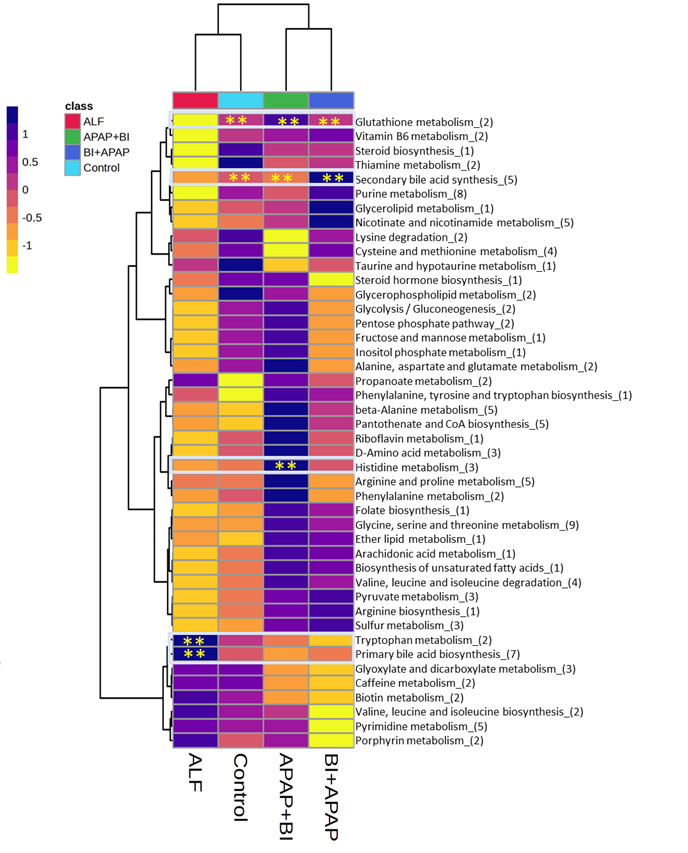 class
ALF
APAP+BI
BI+APAP
Control
1
0.5
0
-0.5
-1
** ** ** Glutathione metabolism_(2)
Vitamin B6 metabolism_(2)
Steroid biosynthesis_(1)
Thiamine metabolism_(2)
** ** ** Secondary bile acid synthesis_(5)
Purine metabolism_(8)
Glycerolipid metabolism_(1)
Nicotinate and nicotinamide metabolism_(5)
Lysine degradation_(2)
Cysteine and methionine metabolism_(4)
Taurine and hypotaurine metabolism_(1)
Steroid hormone biosynthesis_(1)
Glycerophospholipid metabolism_(2)
Glycolysis / Gluconeogenesis_(2)
Pentose phosphate pathway_(2)
Fructose and mannose metabolism_(1)
Inositol phosphate metabolism_(1)
Alanine, aspartate and glutamate metabolism_(2)
Propanoate metabolism_(2)
Phenylalanine, tyrosine and tryptophan biosynthesis_(1)
beta-Alanine metabolism_(5)
Pantothenate and CoA biosynthesis_(5)
Riboflavin metabolism_(1)
D-Amino acid metabolism_(3)
** Histidine metabolism_(3)
Arginine and proline metabolism_(5)
Phenylalanine metabolism_(2)
Folate biosynthesis_(1)
Glycine, serine and threonine metabolism_(9)
Ether lipid metabolism_(1)
Arachidonic acid metabolism_(1)
Biosynthesis of unsaturated fatty acids_(1)
Valine, leucine and isoleucine degradation_(4)
Pyruvate metabolism_(3)
Arginine biosynthesis_(1)
Sulfur metabolism_(3)
** Tryptophan metabolism_(2)
** Primary bile acid biosynthesis_(7)
Glyoxylate and dicarboxylate metabolism_(3)
Caffeine metabolism_(2)
Biotin metabolism_(2)
Valine, leucine and isoleucine biosynthesis_(2)
Pyrimidine metabolism_(5)
Porphyrin metabolism_(2)
ALF
Control
APAP+BI
BI+APAP